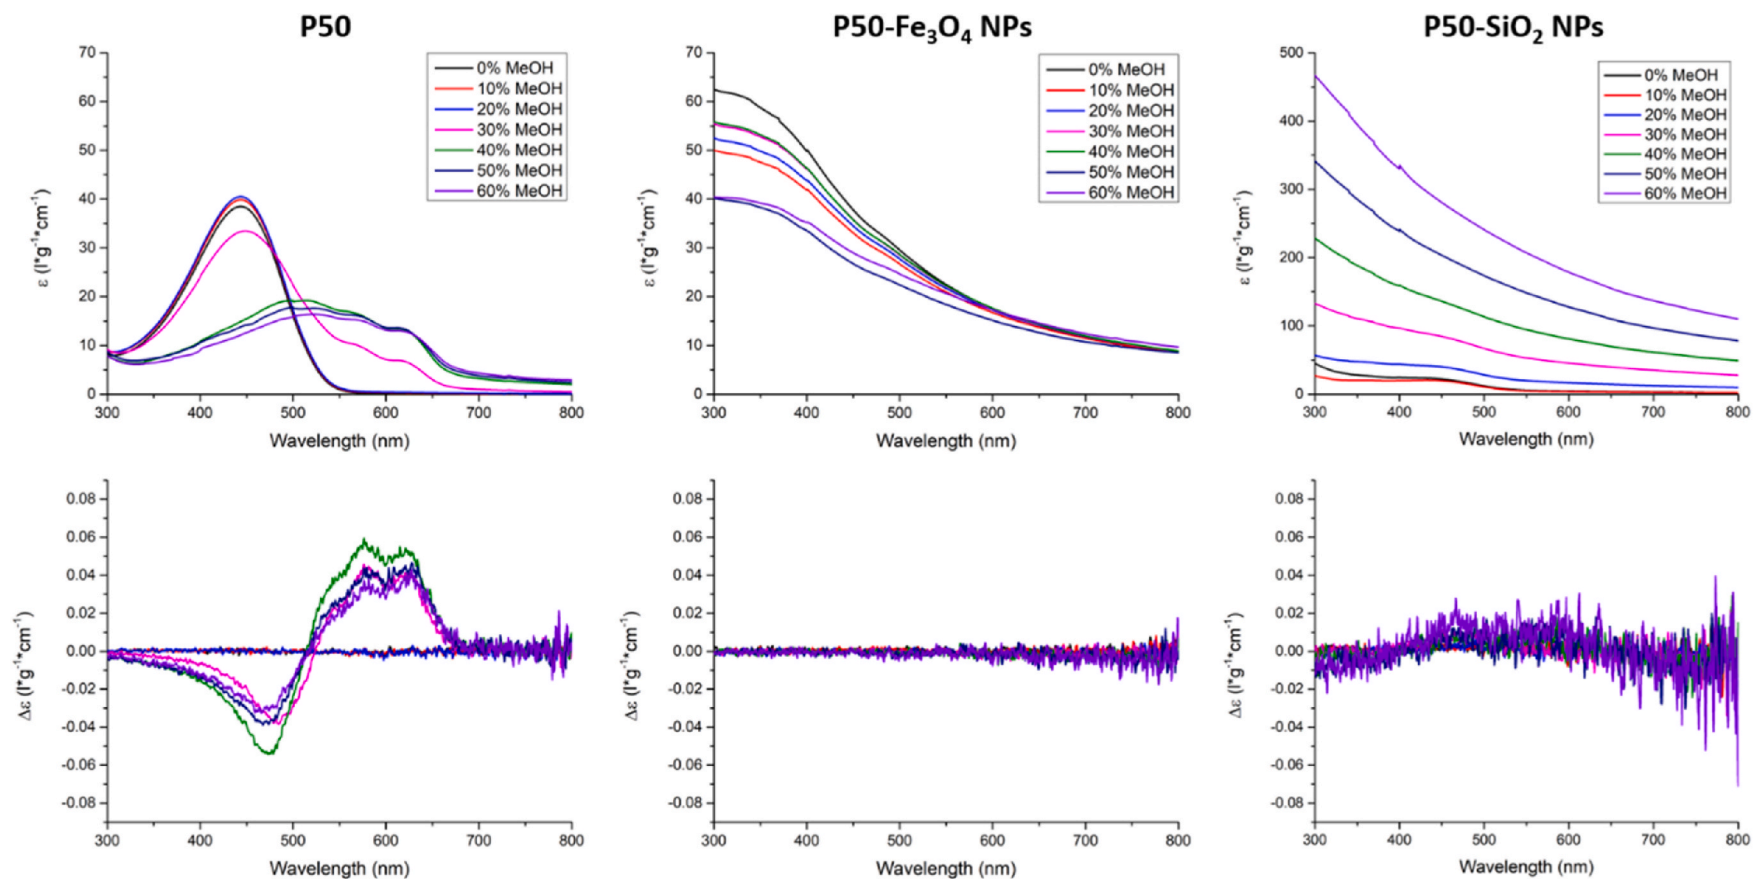 P50
70
60
50
40
30
20
10
0
300 400 500 600 700 800
ε (l*g⁻¹*cm⁻¹)
Wavelength (nm)
0% MeOH
10% MeOH
20% MeOH
30% MeOH
40% MeOH
50% MeOH
60% MeOH
P50-Fe₃O₄ NPs
70
60
50
40
30
20
10
0
300 400 500 600 700 800
ε (l*g⁻¹*cm⁻¹)
Wavelength (nm)
0% MeOH
10% MeOH
20% MeOH
30% MeOH
40% MeOH
50% MeOH
60% MeOH
P50-SiO₂ NPs
500
400
300
200
100
0
300 400 500 600 700 800
ε (l*g⁻¹*cm⁻¹)
Wavelength (nm)
0% MeOH
10% MeOH
20% MeOH
30% MeOH
40% MeOH
50% MeOH
60% MeOH
0.08
0.06
0.04
0.02
0.00
-0.02
-0.04
-0.06
-0.08
300 400 500 600 700 800
Δε (l*g⁻¹*cm⁻¹)
Wavelength (nm)
0.08
0.06
0.04
0.02
0.00
-0.02
-0.04
-0.06
-0.08
300 400 500 600 700 800
Δε (l*g⁻¹*cm⁻¹)
Wavelength (nm)
0.08
0.06
0.04
0.02
0.00
-0.02
-0.04
-0.06
-0.08
300 400 500 600 700 800
Δε (l*g⁻¹*cm⁻¹)
Wavelength (nm)